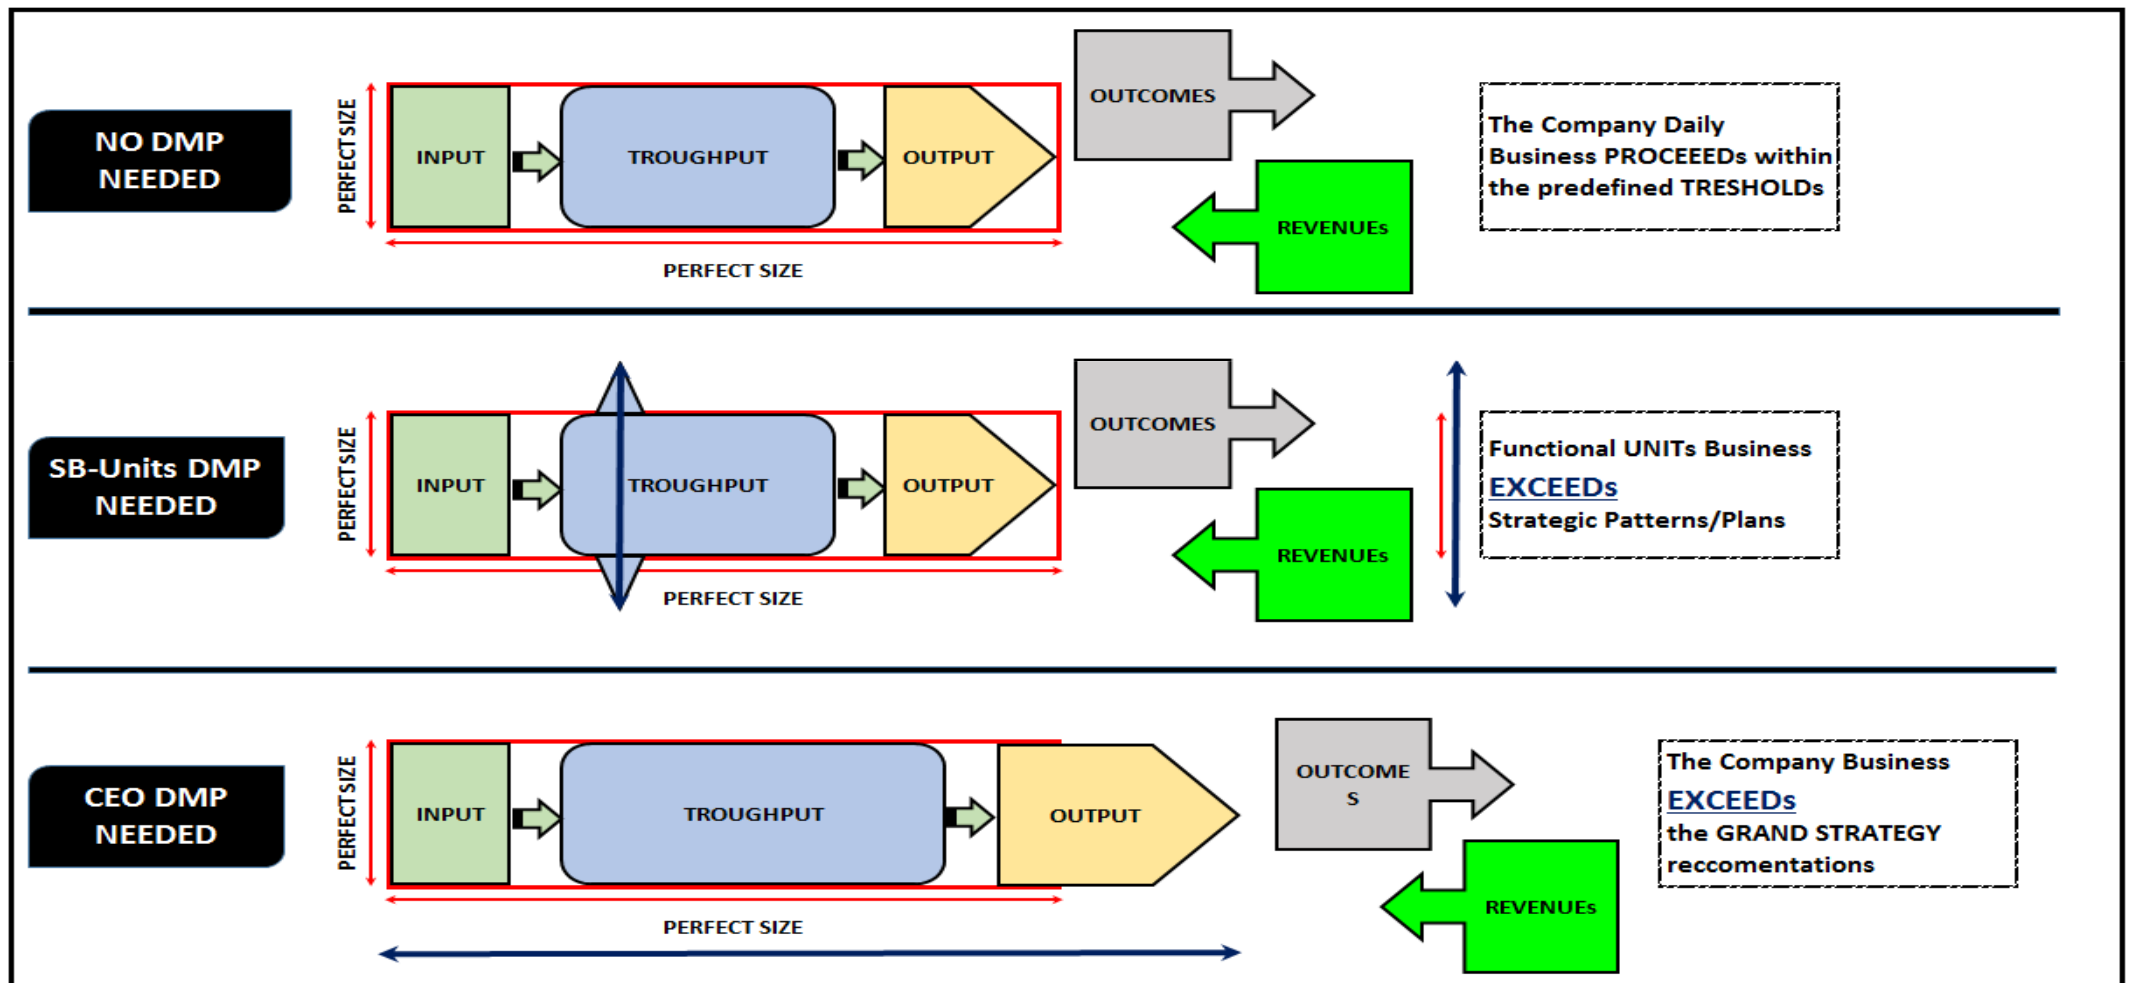 NO DMP
NEEDED
PERFECT SIZE
INPUT
TROUGHPUT
OUTPUT
PERFECT SIZE
OUTCOMES
REVENUEs
The Company Daily
Business PROCEEEDs within
the predefined TRESHOLDs
SB-Units DMP
NEEDED
PERFECT SIZE
INPUT
TROUGHPUT
OUTPUT
PERFECT SIZE
OUTCOMES
REVENUEs
Functional UNITs Business
EXCEEDs
Strategic Patterns/Plans
CEO DMP
NEEDED
PERFECT SIZE
INPUT
TROUGHPUT
OUTPUT
PERFECT SIZE
OUTCOME
S
REVENUEs
The Company Business
EXCEEDs
the GRAND STRATEGY
reccomentations